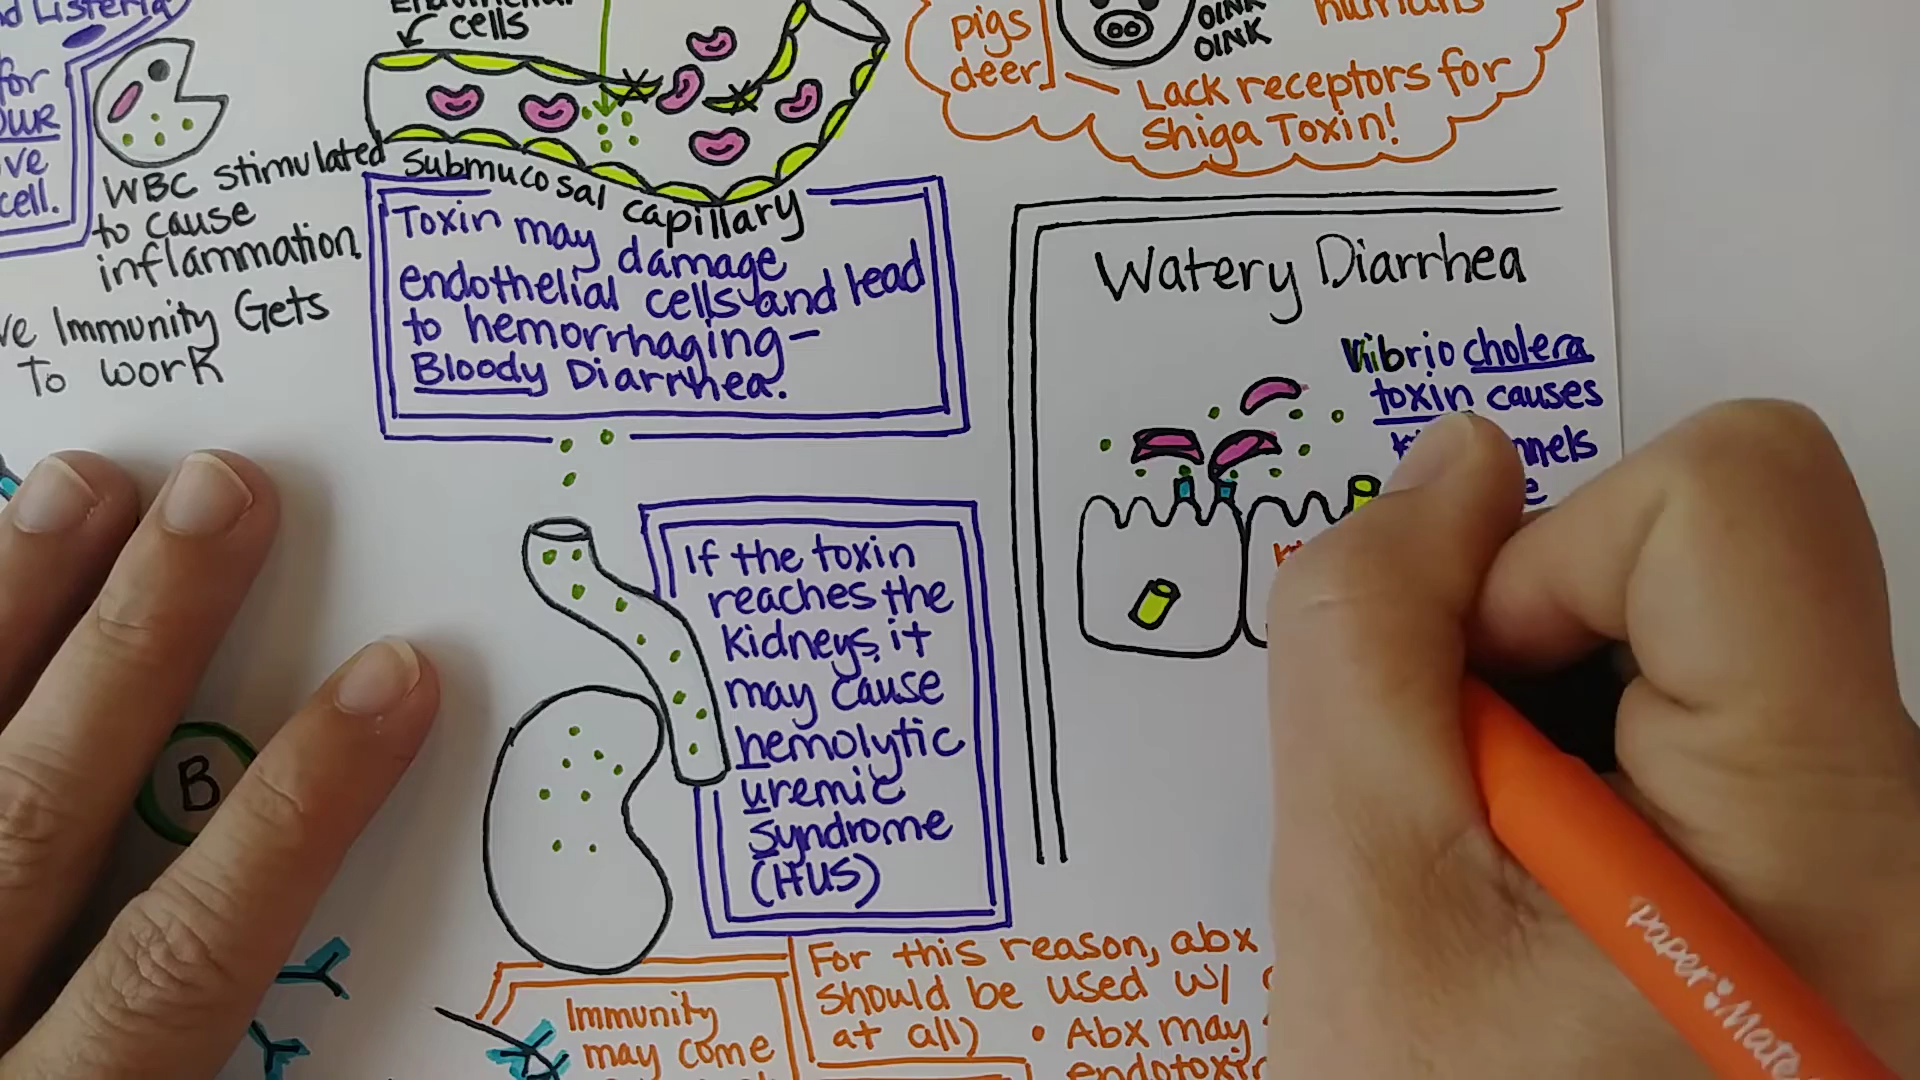 nd Listeria
for
our
ve
cell.
WBC stimulated
to cause
inflammation.
ve Immunity Gets
To work
cells
Submucosal capillary
Toxin may damage
endothelial cells and lead
to hemorrhaging-
Bloody Diarrhea.
pigs
deer
OINK
OINK
humans
Lack receptors for
Shiga Toxin!
Watery Diarrhea
Vibrio cholera
toxin causes
If the toxin
reaches the
kidneys, it
may cause
hemolytic
uremic
Syndrome
(HUS)
B
Immunity
may come
For this reason, abx
should be used w/
at all) • Abx may
endotoxin
Paper Mate